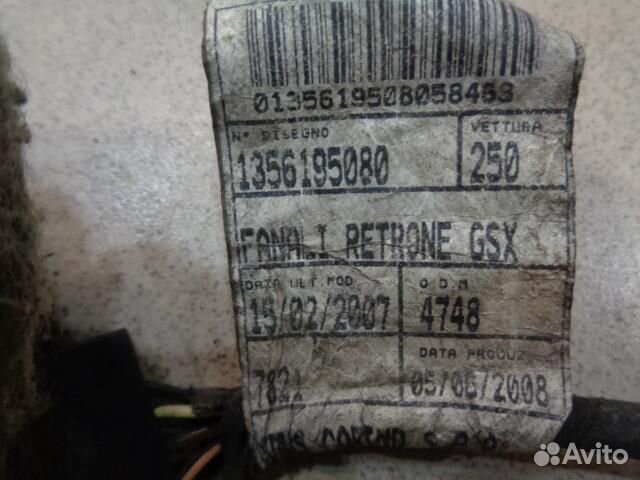 0135619508058463
N° DISEGNO VETTURA
1356195080 250
FANALI RETRONE GSX
DATA ULT.MOD O.D.M
15/02/2007 4748
DATA PRODUZ
05/06/2008
Avito